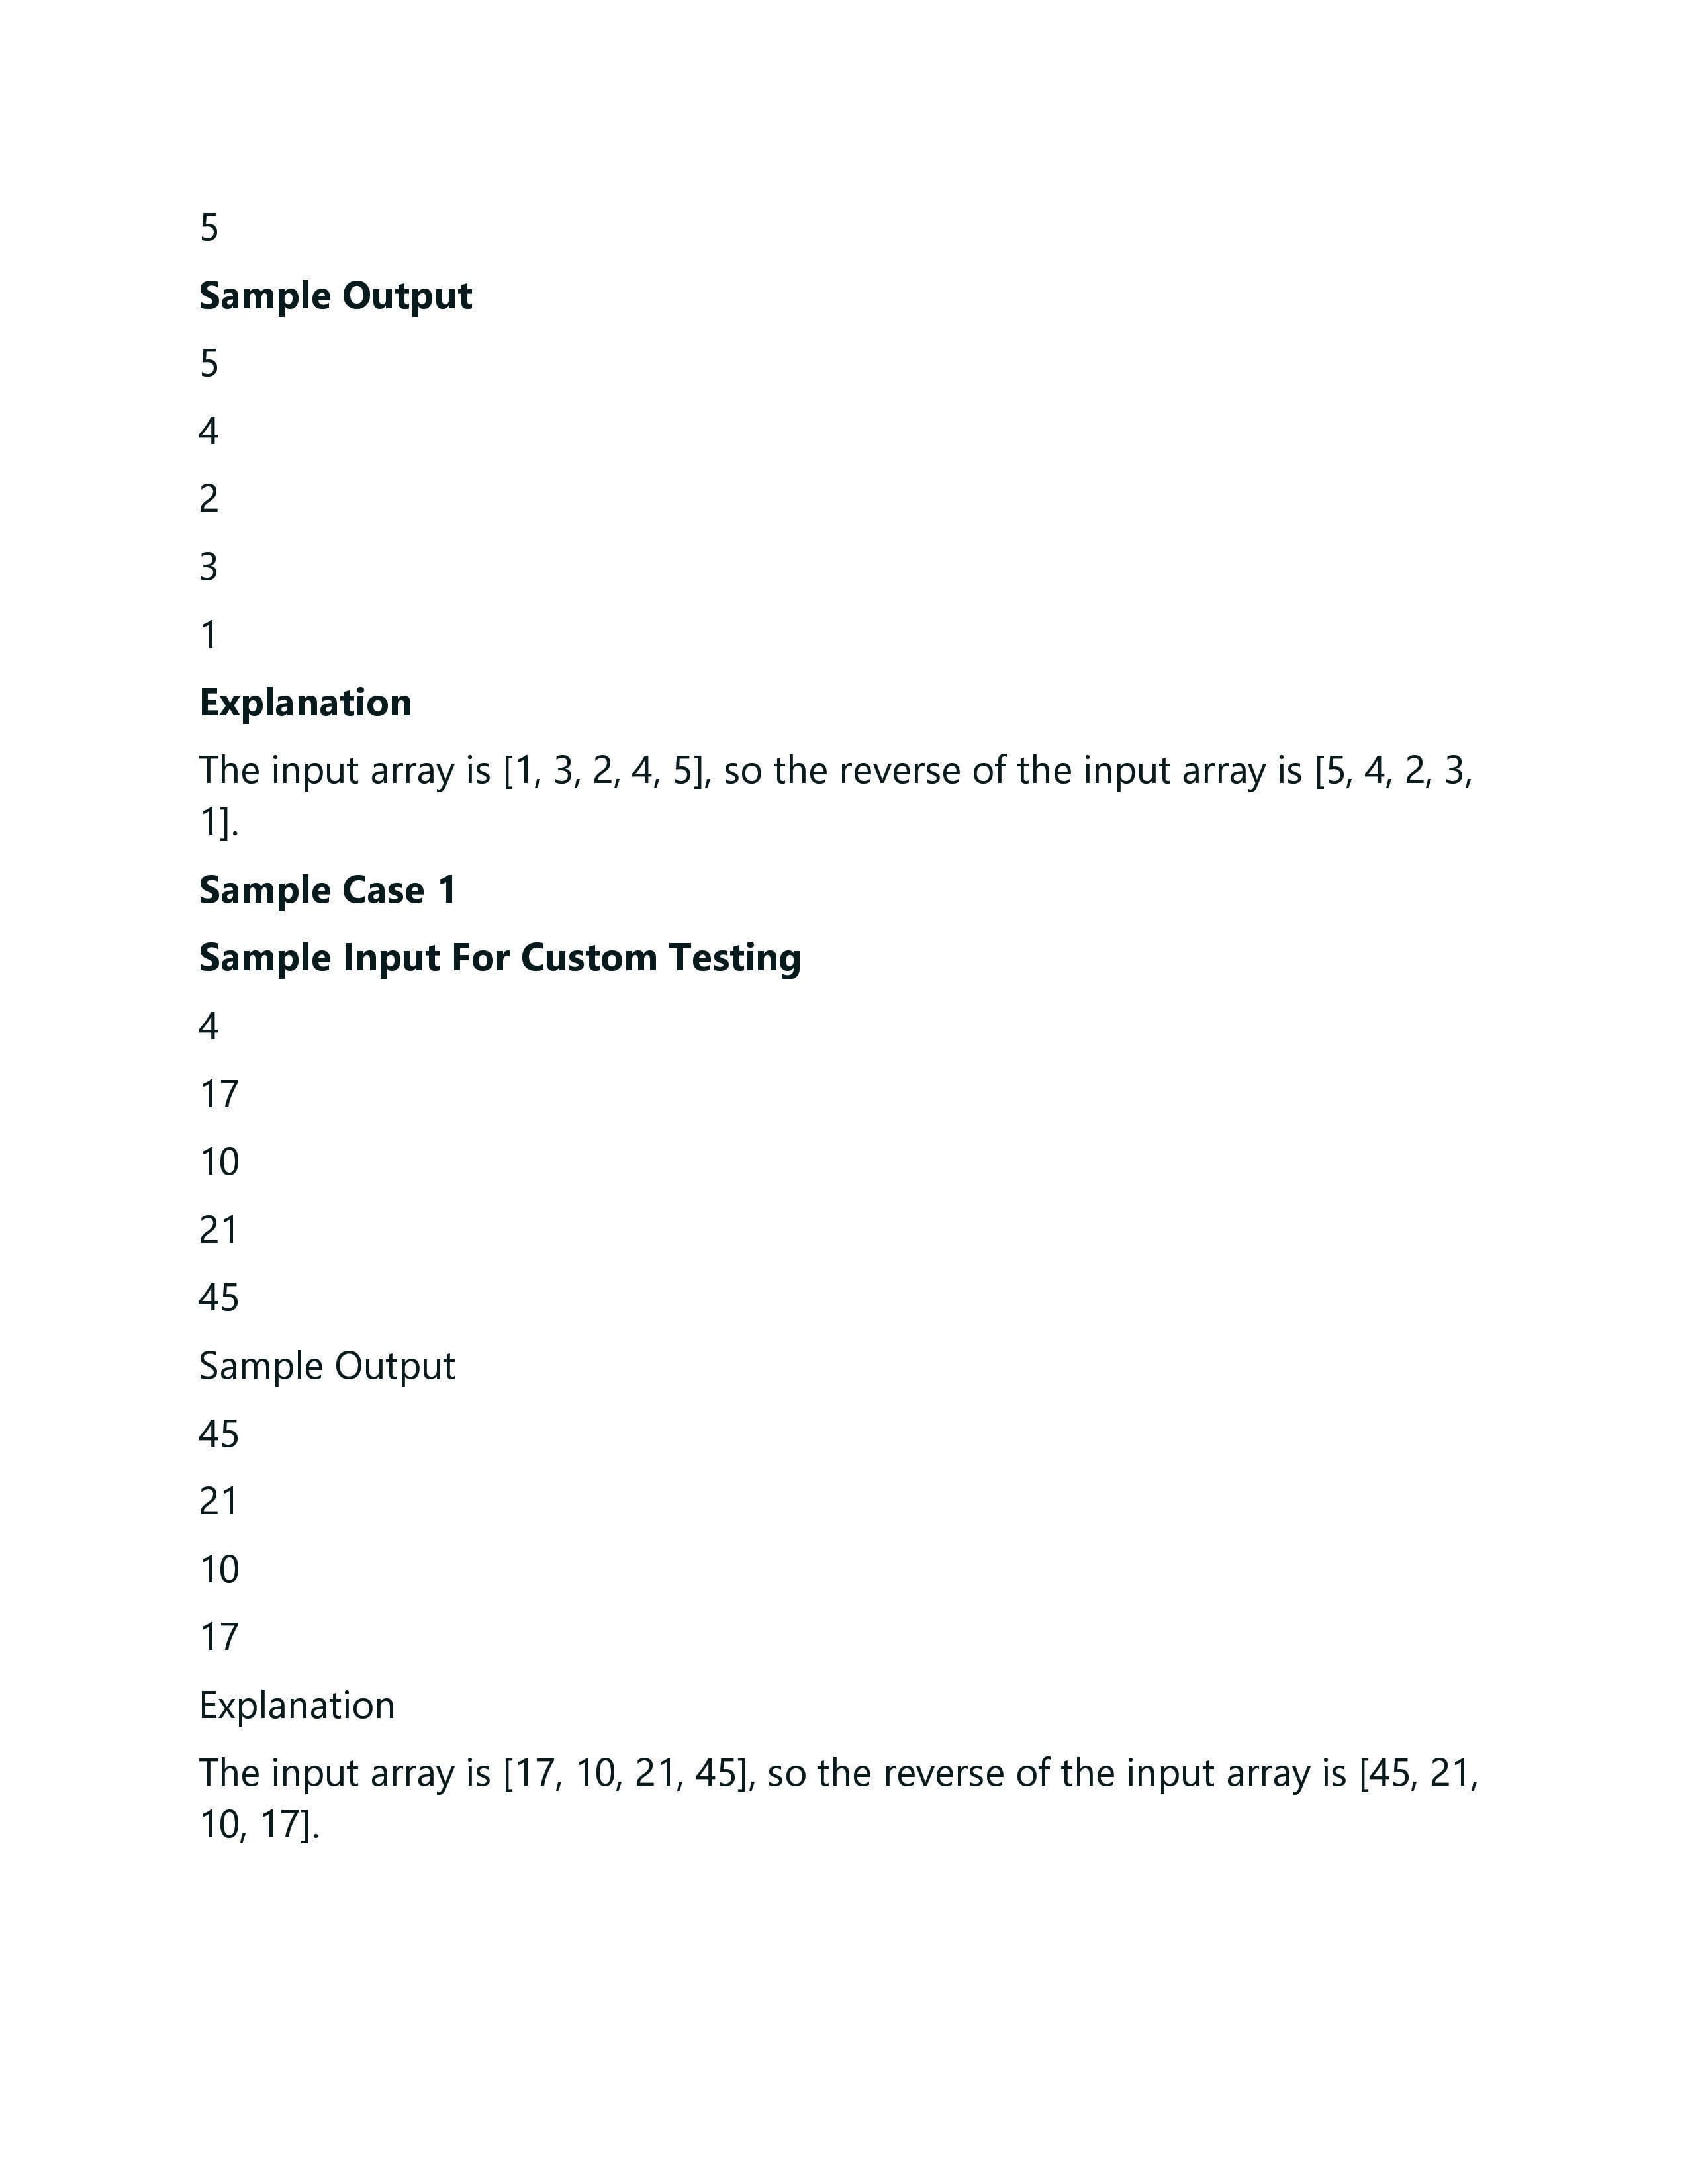 5
Sample Output
5
4
2
3
1
Explanation
The input array is [1, 3, 2, 4, 5], so the reverse of the input array is [5, 4, 2, 3,
1].
Sample Case 1
Sample Input For Custom Testing
4
17
10
21
45
Sample Output
45
21
10
17
Explanation
The input array is [17, 10, 21, 45], so the reverse of the input array is [45, 21,
10, 17].